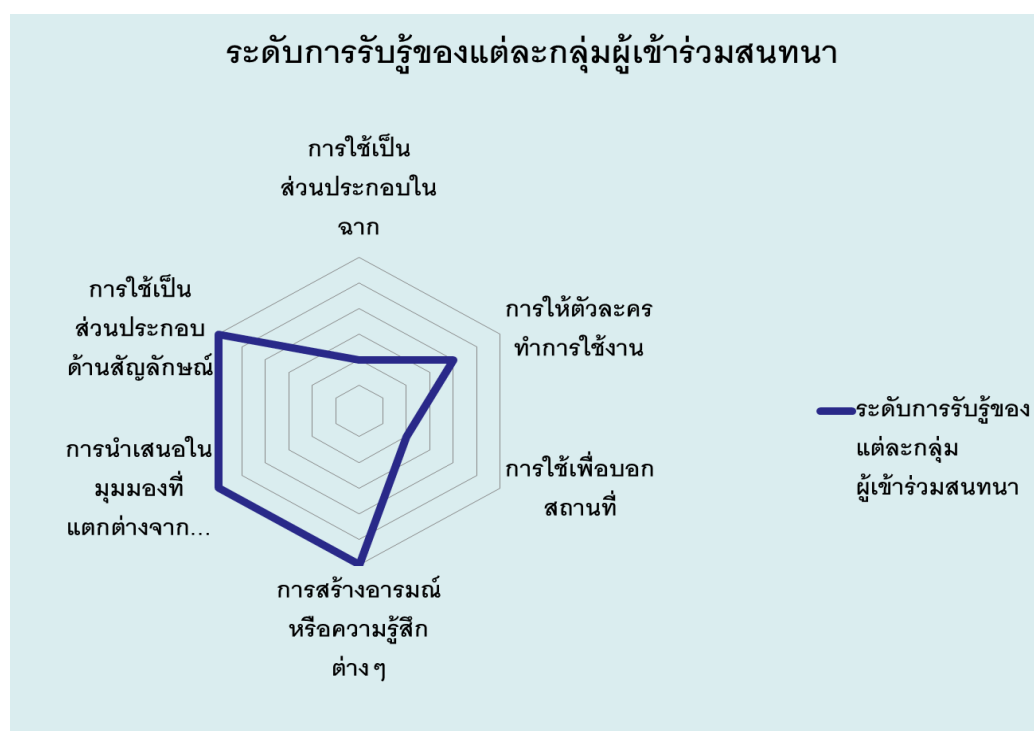 ระดับการรับรู้ของแต่ละกลุ่มผู้เข้าร่วมสนทนา
การใช้เป็น
ส่วนประกอบใน
ฉาก
การให้ตัวละคร
ทำการใช้งาน
การใช้เพื่อบอก
สถานที่
การสร้างอารมณ์
หรือความรู้สึก
ต่าง ๆ
การนำเสนอใน
มุมมองที่
แตกต่างจาก...
การใช้เป็น
ส่วนประกอบ
ด้านสัญลักษณ์
ระดับการรับรู้ของ
แต่ละกลุ่ม
ผู้เข้าร่วมสนทนา